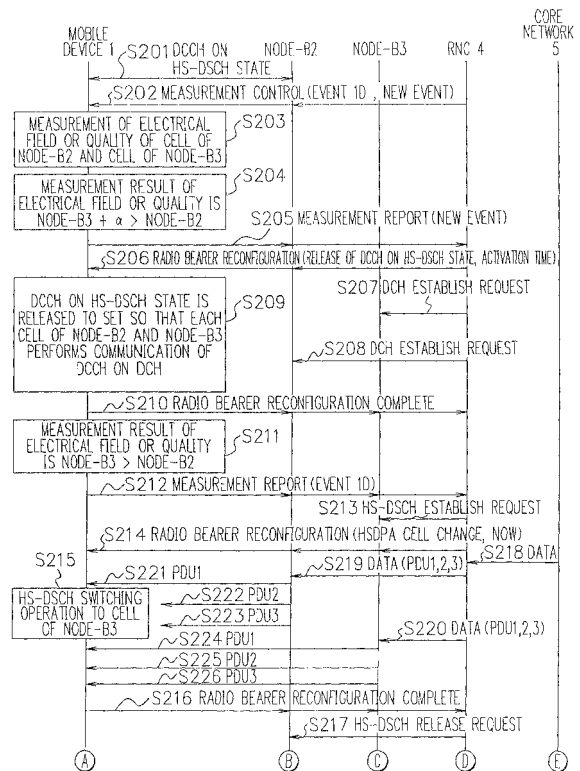 MOBILE
DEVICE 1
NODE-B2
NODE-B3
RNC 4
CORE
NETWORK
5
S201 DCCH ON
HS-DSCH STATE
S202 MEASUREMENT CONTROL (EVENT 1D , NEW EVENT)
MEASUREMENT OF ELECTRICAL
FIELD OR QUALITY OF CELL OF
NODE-B2 AND CELL OF NODE-B3
S203
MEASUREMENT RESULT OF
ELECTRICAL FIELD OR QUALITY IS
NODE-B3 + α > NODE-B2
S204
S205 MEASUREMENT REPORT (NEW EVENT)
S206 RADIO BEARER RECONFIGURATION (RELEASE OF DCCH ON HS-DSCH STATE, ACTIVATION TIME)
S207 DCH ESTABLISH REQUEST
DCCH ON HS-DSCH STATE IS
RELEASED TO SET SO THAT EACH
CELL OF NODE-B2 AND NODE-B3
PERFORMS COMMUNICATION OF
DCCH ON DCH
S209
S208 DCH ESTABLISH REQUEST
S210 RADIO BEARER RECONFIGURATION COMPLETE
MEASUREMENT RESULT OF
ELECTRICAL FIELD OR QUALITY
IS NODE-B3 > NODE-B2
S211
S212 MEASUREMENT REPORT (EVENT 1D)
S213 HS-DSCH ESTABLISH REQUEST
S214 RADIO BEARER RECONFIGURATION (HSDPA CELL CHANGE, NOW)
S218 DATA
S215
S219 DATA (PDU1,2,3)
S221 PDU1
HS-DSCH SWITCHING
OPERATION TO CELL
OF NODE-B3
S222 PDU2
S223 PDU3
S224 PDU1
S220 DATA (PDU1,2,3)
S225 PDU2
S226 PDU3
S216 RADIO BEARER RECONFIGURATION COMPLETE
S217 HS-DSCH RELEASE REQUEST
A
B
C
D
E